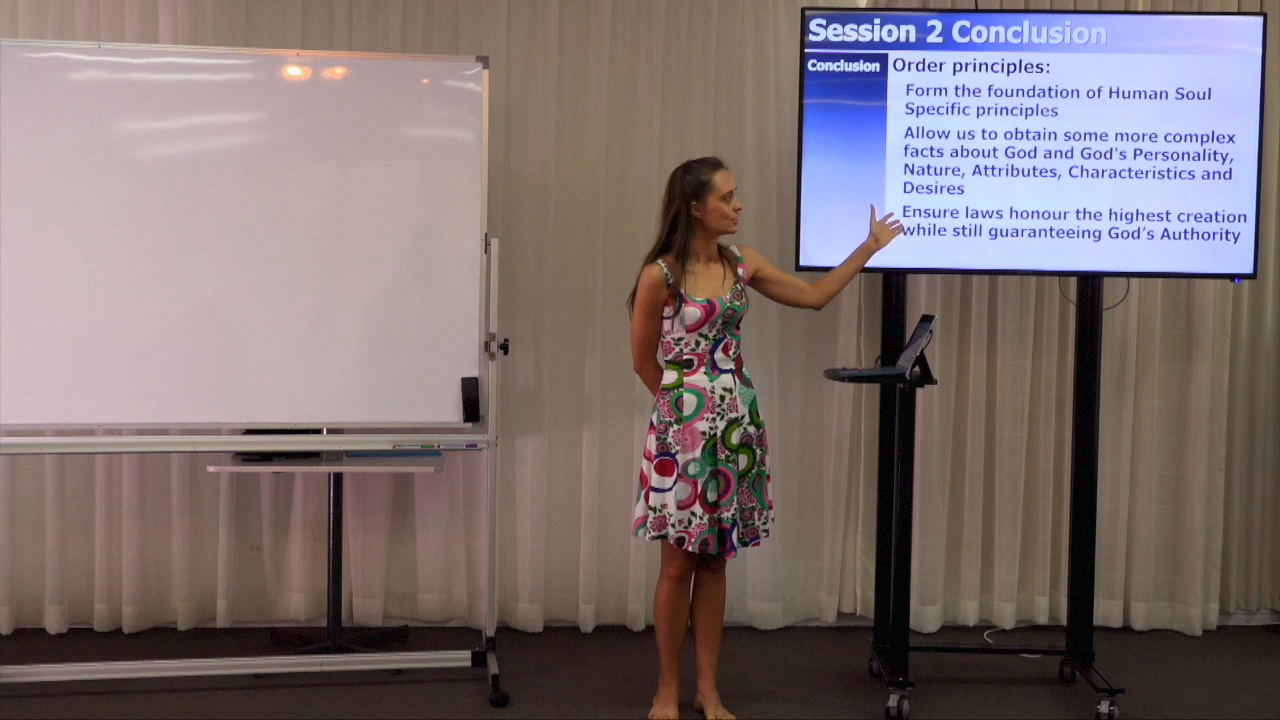 Session 2 Conclusion
Conclusion
Order principles:
Form the foundation of Human Soul
Specific principles
Allow us to obtain some more complex
facts about God and God's Personality,
Nature, Attributes, Characteristics and
Desires
Ensure laws honour the highest creation
while still guaranteeing God's Authority